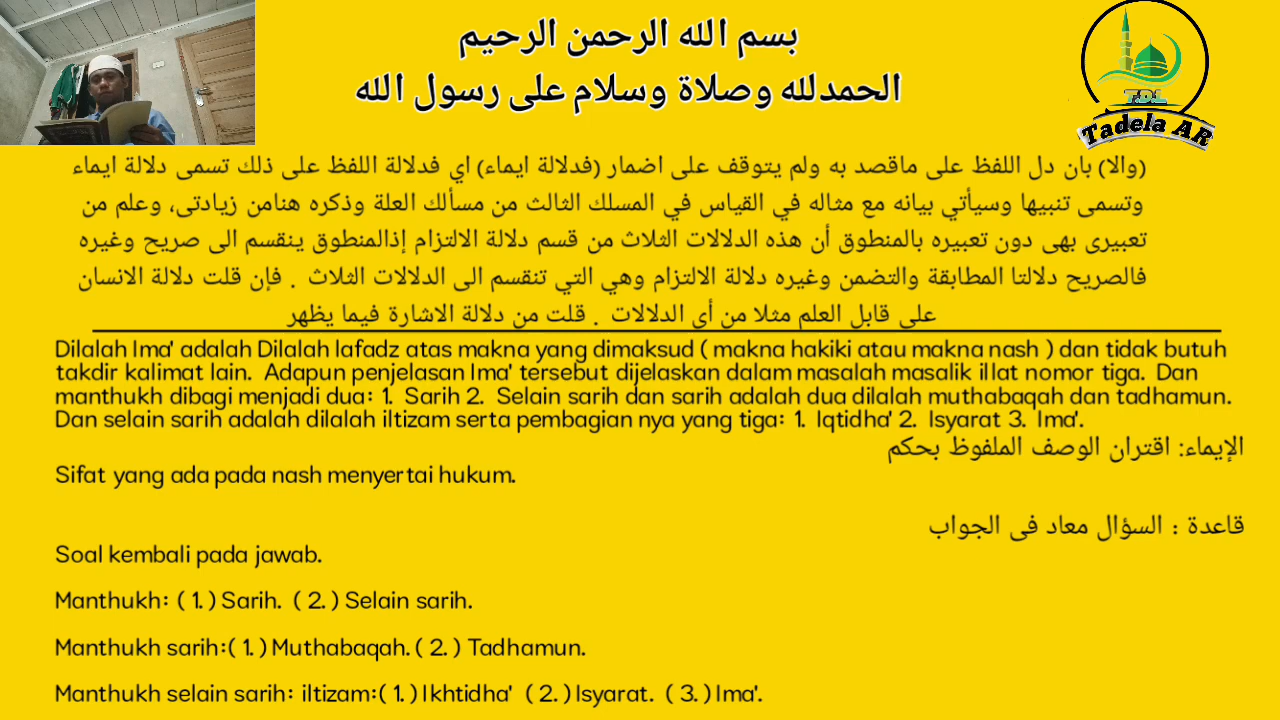 بسم الله الرحمن الرحيم
الحمدلله وصلاة وسلام على رسول الله
T.D.L
Tadela AR
(والا) بان دل اللفظ على ماقصد به ولم يتوقف على اضمار (فدلالة ايماء) اي فدلالة اللفظ على ذلك تسمى دلالة ايماء
وتسمى تنبيها وسيأتي بيانه مع مثاله في القياس في المسلك الثالث من مسألك العلة وذكره هنامن زيادتى، وعلم من
تعبيرى بهى دون تعبيره بالمنطوق أن هذه الدلالات الثلاث من قسم دلالة الالتزام إذالمنطوق ينقسم الى صريح وغيره
فالصريح دلالتا المطابقة والتضمن وغيره دلالة الالتزام وهي التي تنقسم الى الدلالات الثلاث . فإن قلت دلالة الانسان
على قابل العلم مثلا من أي الدلالات . قلت من دلالة الاشارة فيما يظهر
Dilalah Ima' adalah Dilalah lafadz atas makna yang dimaksud ( makna hakiki atau makna nash ) dan tidak butuh
takdir kalimat lain. Adapun penjelasan Ima' tersebut dijelaskan dalam masalah masalik illat nomor tiga. Dan
manthukh dibagi menjadi dua: 1. Sarih 2. Selain sarih dan sarih adalah dua dilalah muthabaqah dan tadhamun.
Dan selain sarih adalah dilalah iltizam serta pembagian nya yang tiga: 1. Iqtidha' 2. Isyarat 3. Ima'.
الإيماء: اقتران الوصف الملفوظ بحكم
Sifat yang ada pada nash menyertai hukum.
قاعدة : السؤال معاد فى الجواب
Soal kembali pada jawab.
Manthukh: ( 1. ) Sarih. ( 2. ) Selain sarih.
Manthukh sarih:( 1. ) Muthabaqah. ( 2. ) Tadhamun.
Manthukh selain sarih: iltizam:( 1. ) Ikhtidha' ( 2. ) Isyarat. ( 3. ) Ima'.